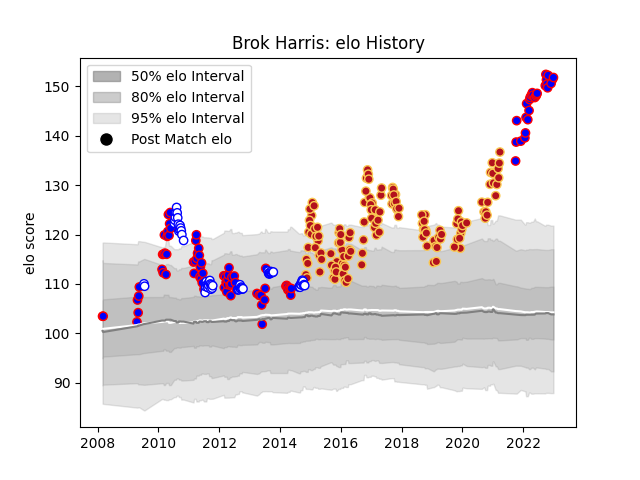 Brok Harris: elo History
50% elo Interval
80% elo Interval
95% elo Interval
Post Match elo
elo score
150
140
130
120
110
100
90
2008 2010 2012 2014 2016 2018 2020 2022